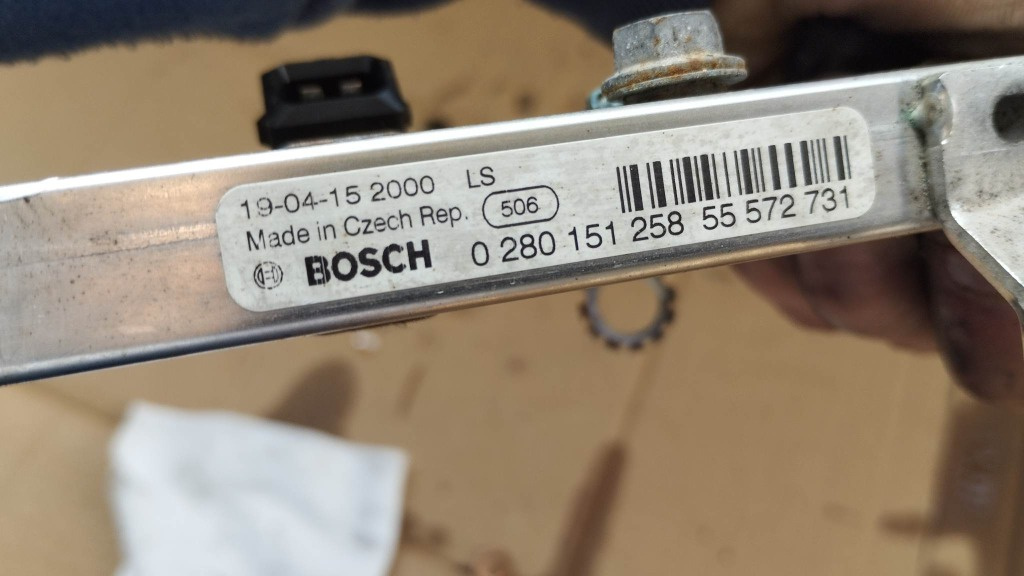 19-04-15 2000 LS
Made in Czech Rep. 506
BOSCH 0 280 151 258 55 572 731